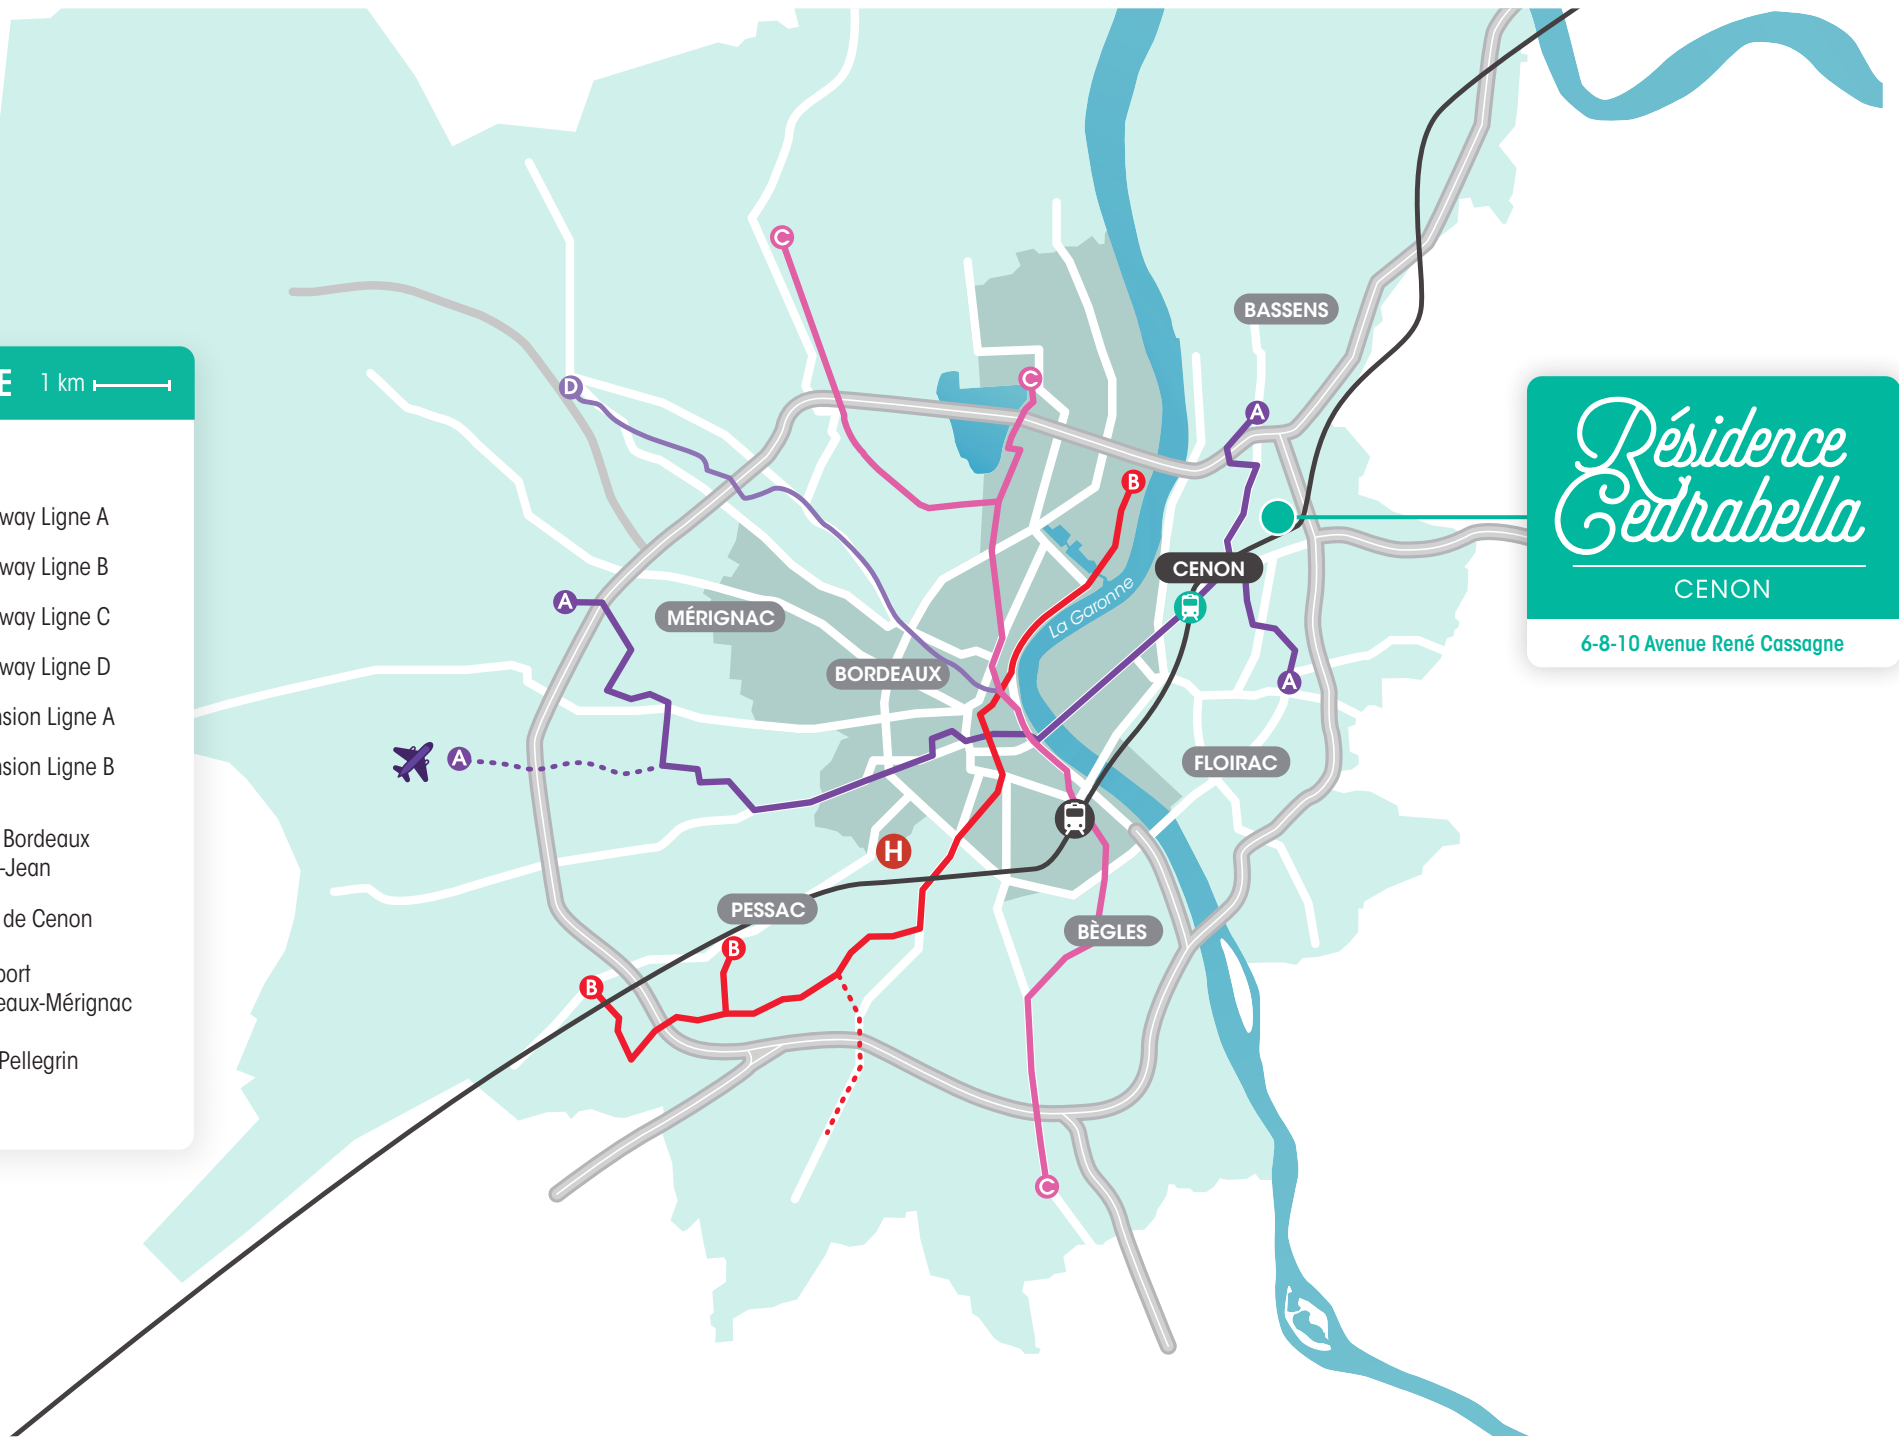 E 1 km
way Ligne A
way Ligne B
way Ligne C
way Ligne D
nsion Ligne A
nsion Ligne B
Bordeaux
-Jean
de Cenon
port
eaux-Mérignac
Pellegrin
C
BASSENS
D
C
A
B
Résidence
Cedrabella
CENON
6-8-10 Avenue René Cassagne
CENON
La Garonne
A
MÉRIGNAC
BORDEAUX
A
A
FLOIRAC
H
PESSAC
BÈGLES
B
B
C